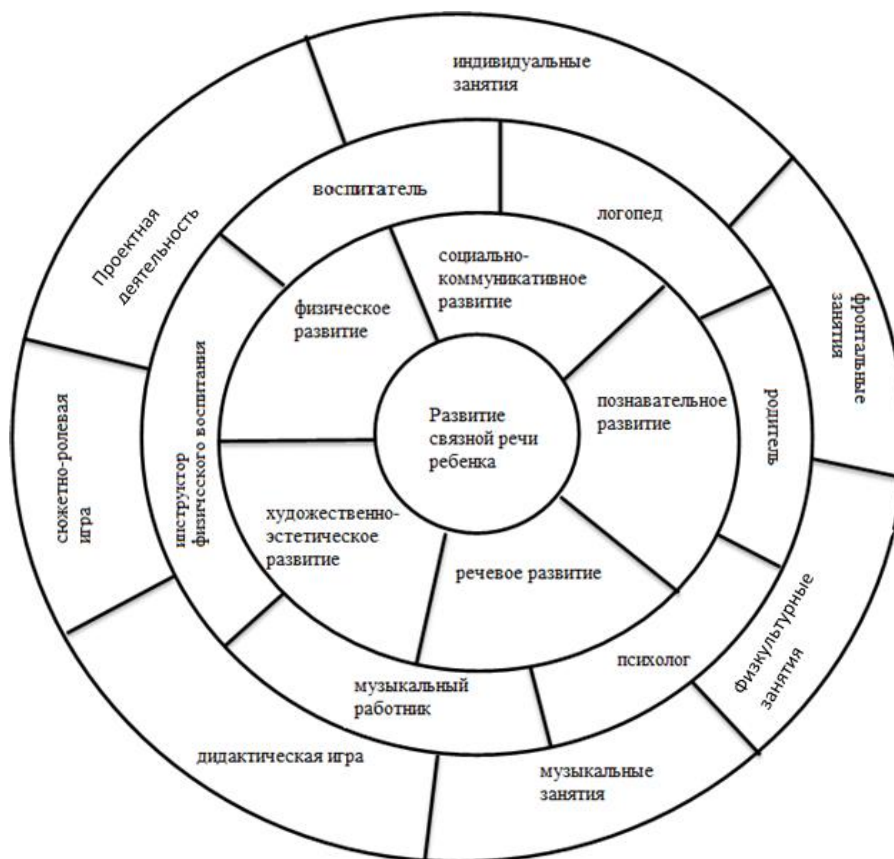 индивидуальные
занятия
воспитатель
логопед
Проектная
деятельность
социально-
коммуникативное
развитие
физическое
развитие
фронтальные
занятия
познавательное
развитие
родитель
Развитие
связной речи
ребенка
инструктор
физического воспитания
сюжетно-ролевая
игра
художественно-
эстетическое
развитие
речевое развитие
психолог
Физкультурные
занятия
музыкальный
работник
дидактическая игра
музыкальные
занятия